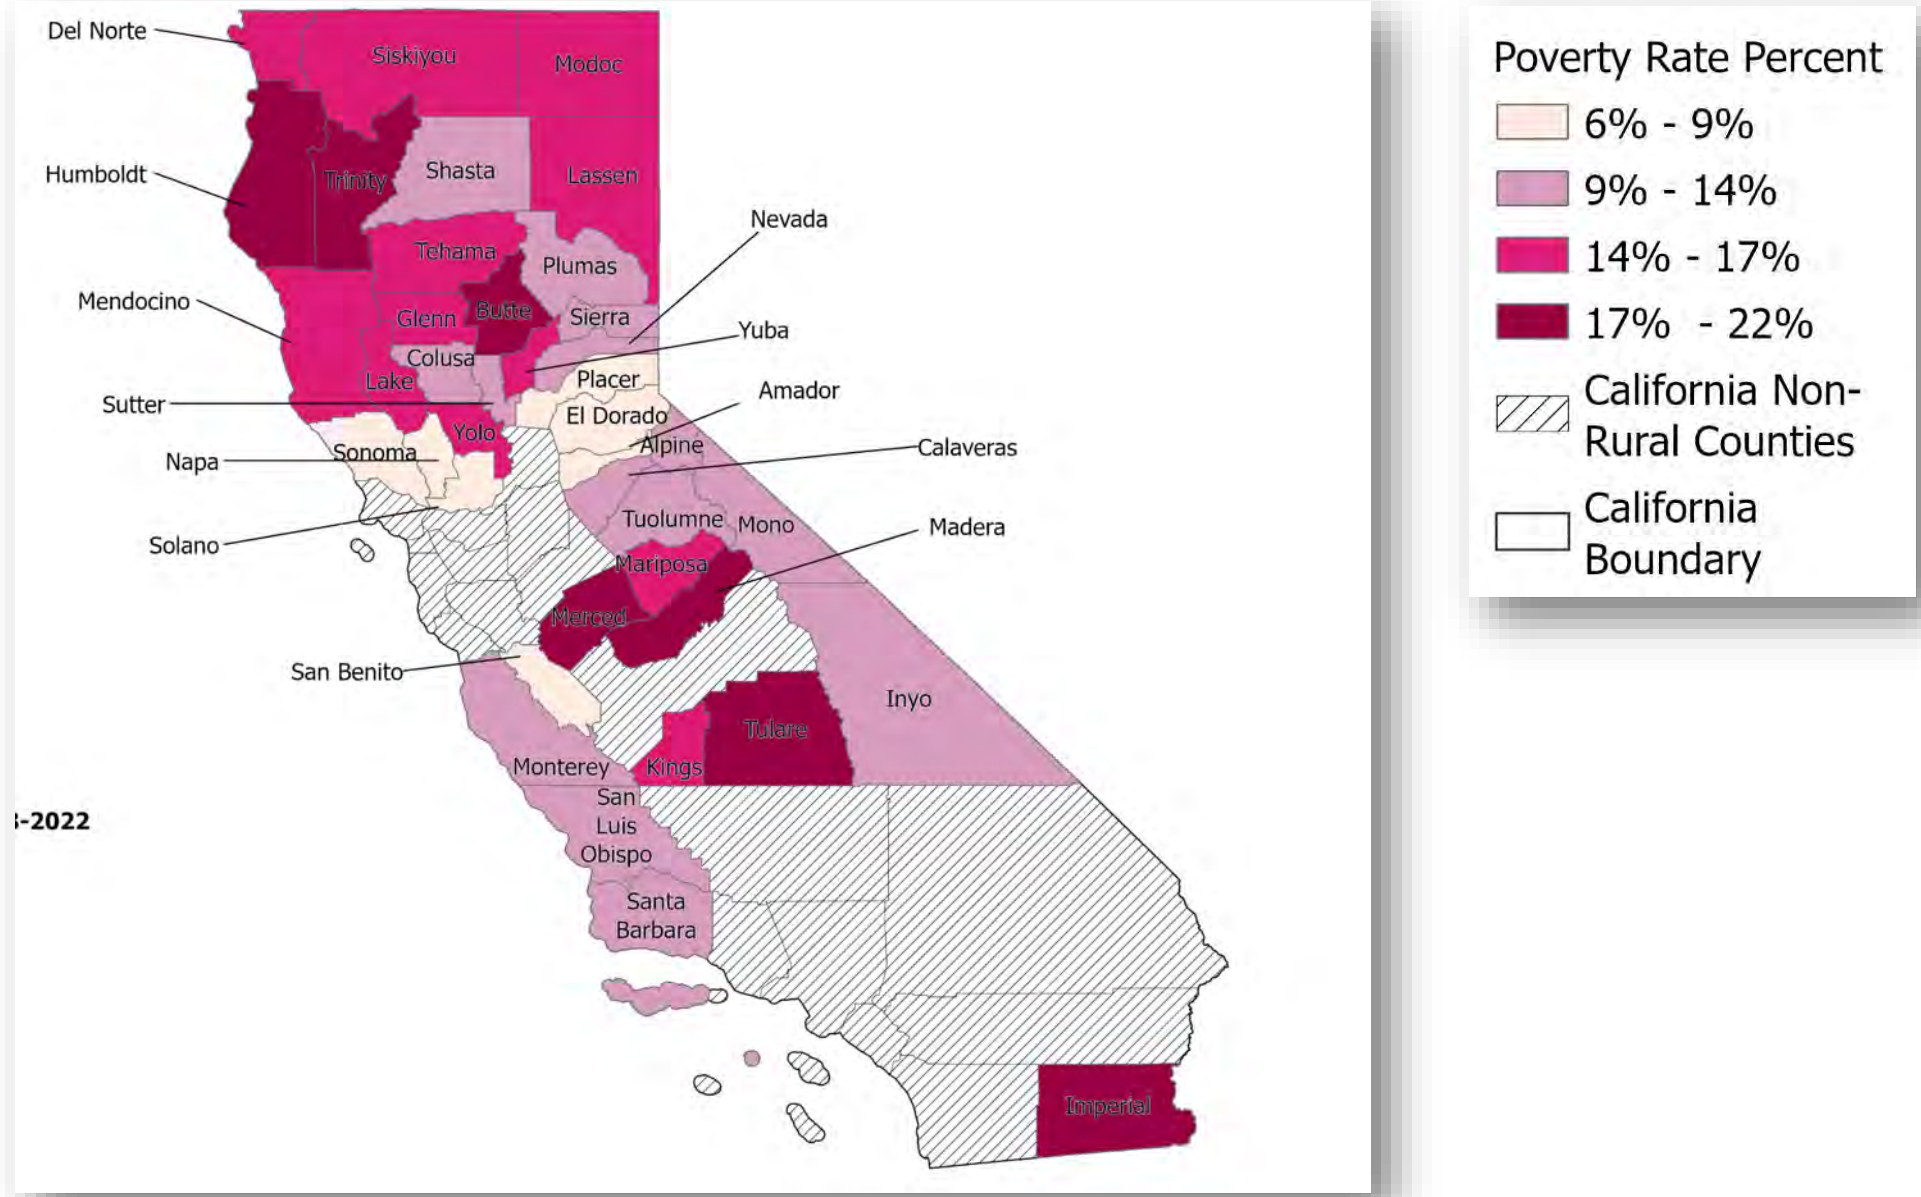 Del Norte
Siskiyou
Modoc
Humboldt
Trinity
Shasta
Lassen
Nevada
Tehama
Plumas
Mendocino
Glenn
Butte
Sierra
Yuba
Colusa
Lake
Placer
Amador
Sutter
El Dorado
Yolo
Alpine
Calaveras
Napa
Sonoma
Tuolumne
Mono
Madera
Solano
Mariposa
Merced
San Benito
Inyo
Tulare
Monterey
Kings
San
Luis
Obispo
-2022
Santa
Barbara
Imperial
Poverty Rate Percent
6% - 9%
9% - 14%
14% - 17%
17% - 22%
California Non-
Rural Counties
California
Boundary